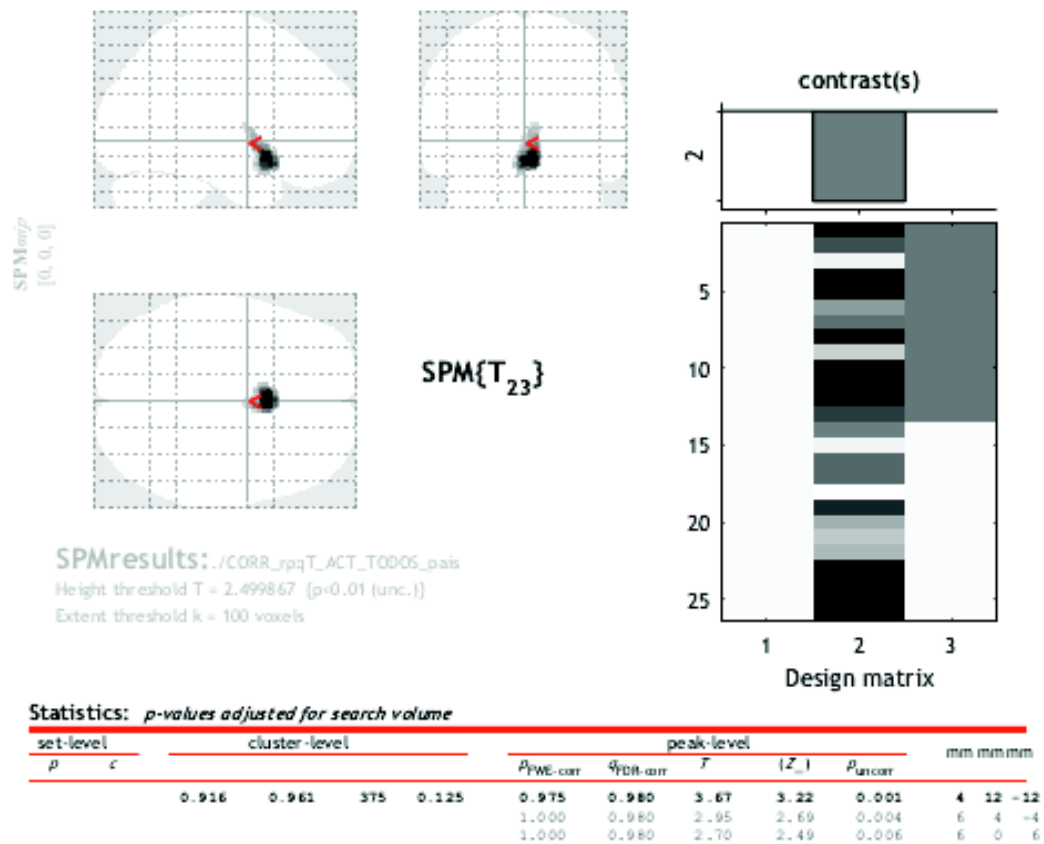 contrast(s)
2
SPMmip
[0, 0, 0]
SPM{T23}
5
10
15
20
25
1 2 3
Design matrix
SPMresults: ./CORR_rpqT_ACT_TODOS_pais
Height threshold T = 2.499867 {p<0.01 (unc.)}
Extent threshold k = 100 voxels
Statistics: p-values adjusted for search volume
set-level cluster-level peak-level mm mm mm
p c pFWE-corr qFDR-corr T (Z_) puncorr
0.916 0.961 375 0.125 0.975 0.980 3.67 3.22 0.001 4 12 -12
1.000 0.980 2.95 2.69 0.004 6 4 -4
1.000 0.980 2.70 2.49 0.006 6 0 6